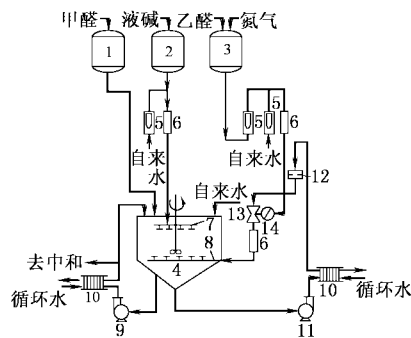 甲醛 液碱 乙醛 氮气
1 2 3
5 6 5 5 6
自来水 自来水
自来水 12
13 14
7
8 6
4
去中和
10 10
循环水 循环水
9 11